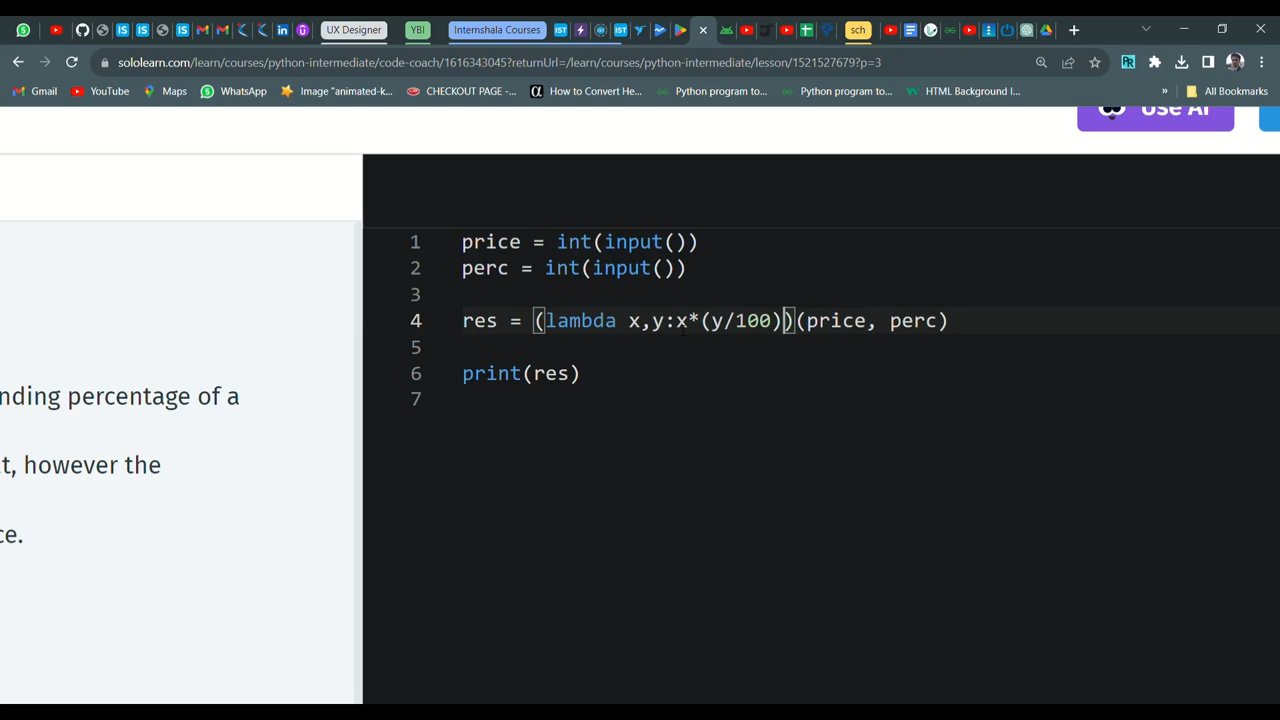 UX Designer YBI Internshala Courses sch
sololearn.com/learn/courses/python-intermediate/code-coach/1616343045?returnUrl=/learn/courses/python-intermediate/lesson/1521527679?p=3
Gmail YouTube Maps WhatsApp Image "animated-k... CHECKOUT PAGE -... How to Convert He... Python program to... Python program to... HTML Background I... » All Bookmarks
Use AI
1 price = int(input())
2 perc = int(input())
3
4 res = (lambda x,y:x*(y/100))(price, perc)
5
6 print(res)
7
nding percentage of a
t, however the
ce.